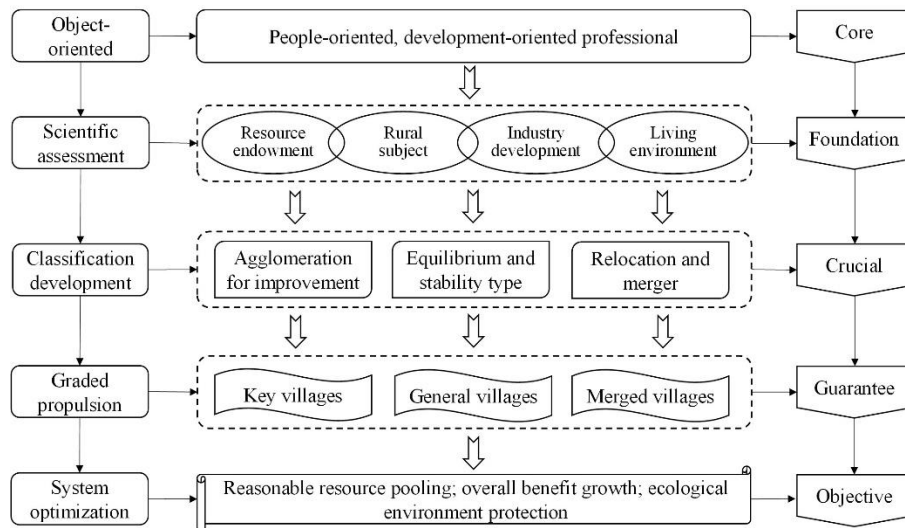 Object-
oriented
People-oriented, development-oriented professional
Core
Scientific
assessment
Resource
endowment
Rural
subject
Industry
development
Living
environment
Foundation
Classification
development
Agglomeration
for improvement
Equilibrium and
stability type
Relocation and
merger
Crucial
Graded
propulsion
Key villages
General villages
Merged villages
Guarantee
System
optimization
Reasonable resource pooling; overall benefit growth; ecological
environment protection
Objective